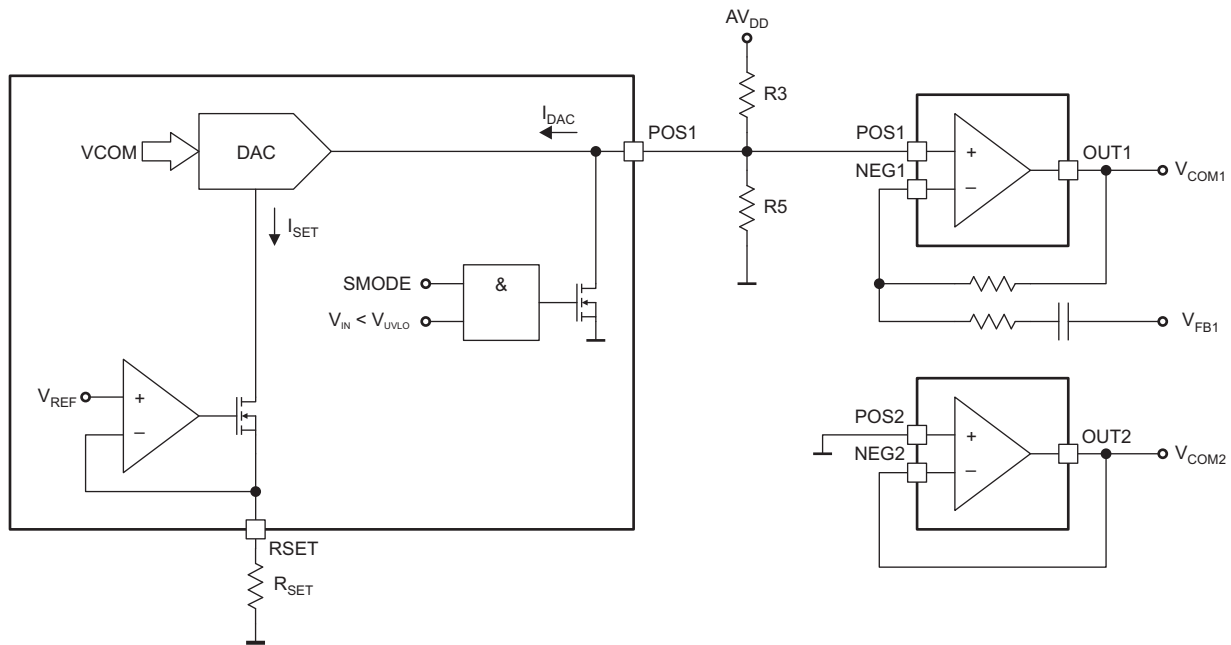 AVDD
R3
IDAC
POS1
POS1
OUT1
VCOM
DAC
+
VCOM1
NEG1
−
R5
ISET
SMODE
&
VIN < VUVLO
VFB1
VREF
+
−
POS2
+
OUT2
VCOM2
NEG2
−
RSET
RSET